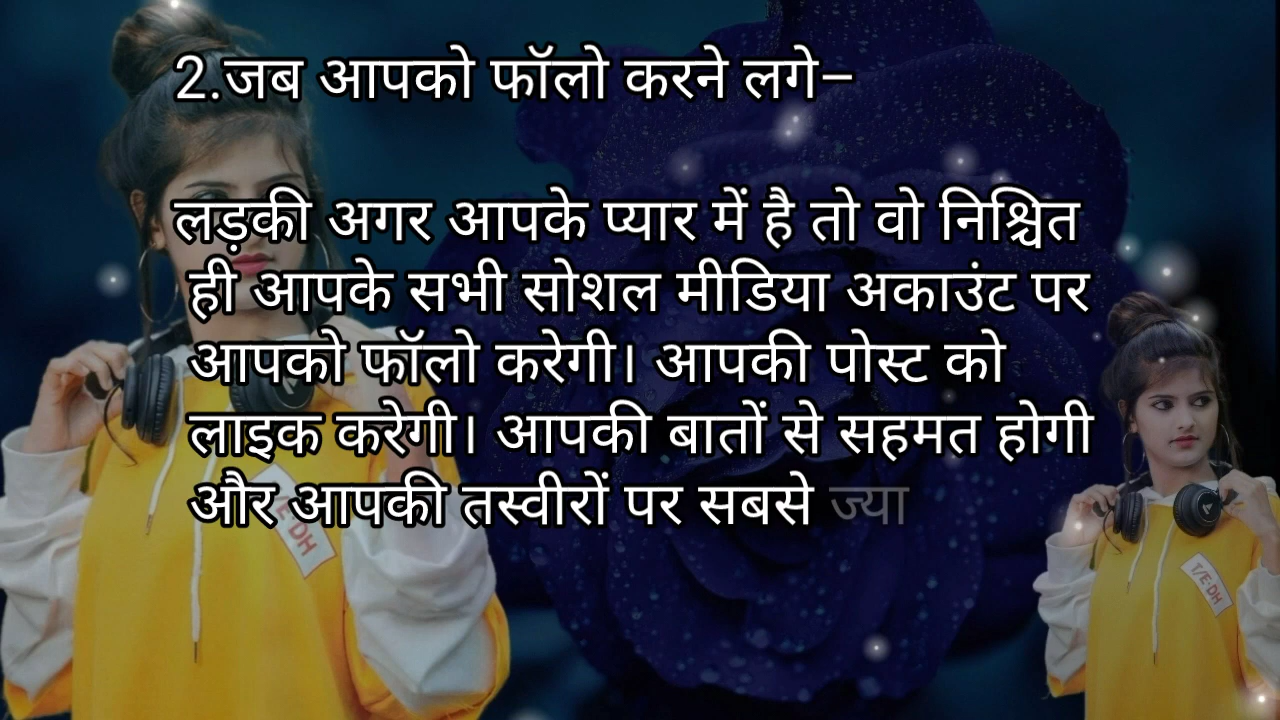 2.जब आपको फॉलो करने लगे–
लड़की अगर आपके प्यार में है तो वो निश्चित
ही आपके सभी सोशल मीडिया अकाउंट पर
आपको फॉलो करेगी। आपकी पोस्ट को
लाइक करेगी। आपकी बातों से सहमत होगी
और आपकी तस्वीरों पर सबसे ज्या
T/E·DH